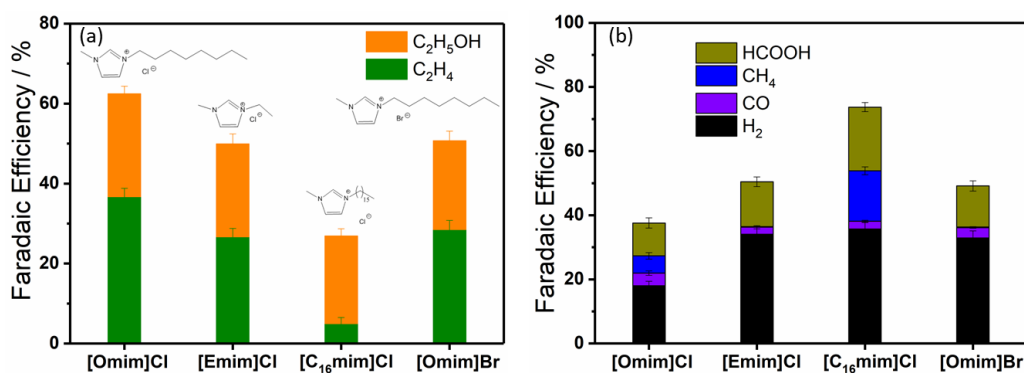 (a)
C₂H₅OH
C₂H₄
Faradaic Efficiency / %
80
60
40
20
0
N
N
⊕
Cl ⊖
N
N
⊕
Cl ⊖
N
N
⊕
( )
15
Cl ⊖
N
N
⊕
Br ⊖
[Omim]Cl
[Emim]Cl
[C₁₆mim]Cl
[Omim]Br
(b)
HCOOH
CH₄
CO
H₂
Faradaic Efficiency / %
100
80
60
40
20
0
[Omim]Cl
[Emim]Cl
[C₁₆mim]Cl
[Omim]Br